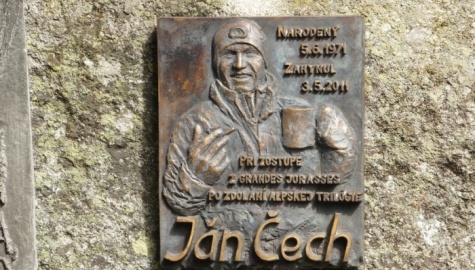 NARODENÝ
5.6.1971
ZAHYNUL
3.5.2011
PRI ZOSTUPE
Z GRANDES JORASSES
PO ZDOLANÍ ALPSKEJ TRILÓGIE
Ján Čech